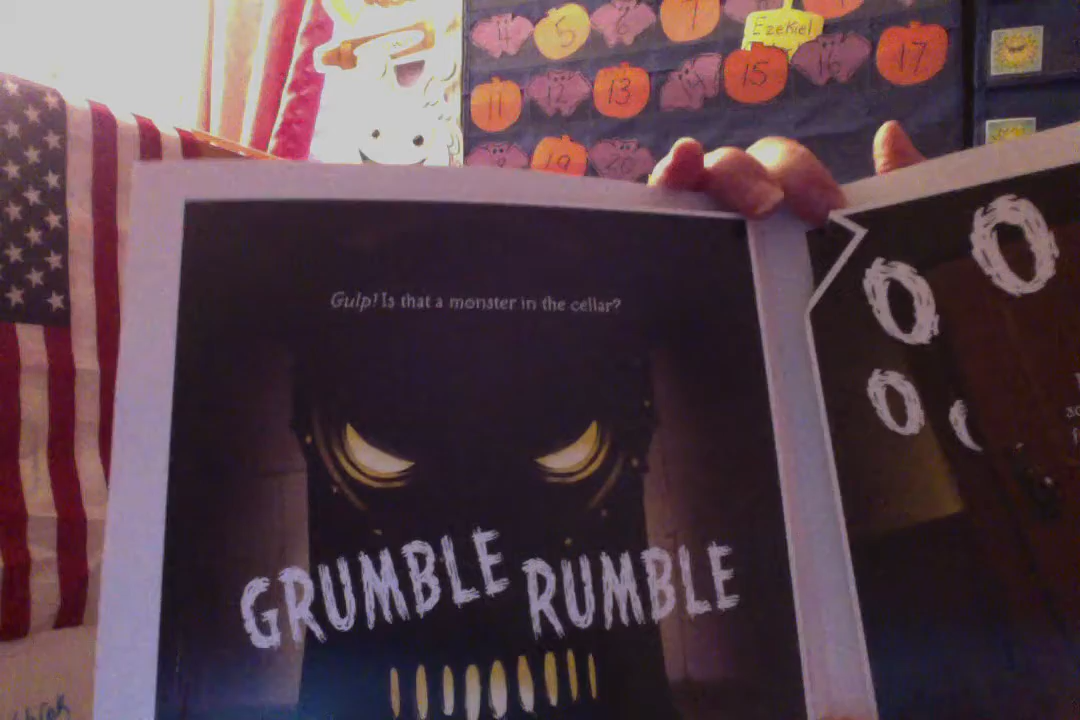 4 5 6 7
Ezekiel
11 12 13 14 15 16 17
19 20
Gulp! Is that a monster in the cellar?
GRUMBLE RUMBLE
O
O
O